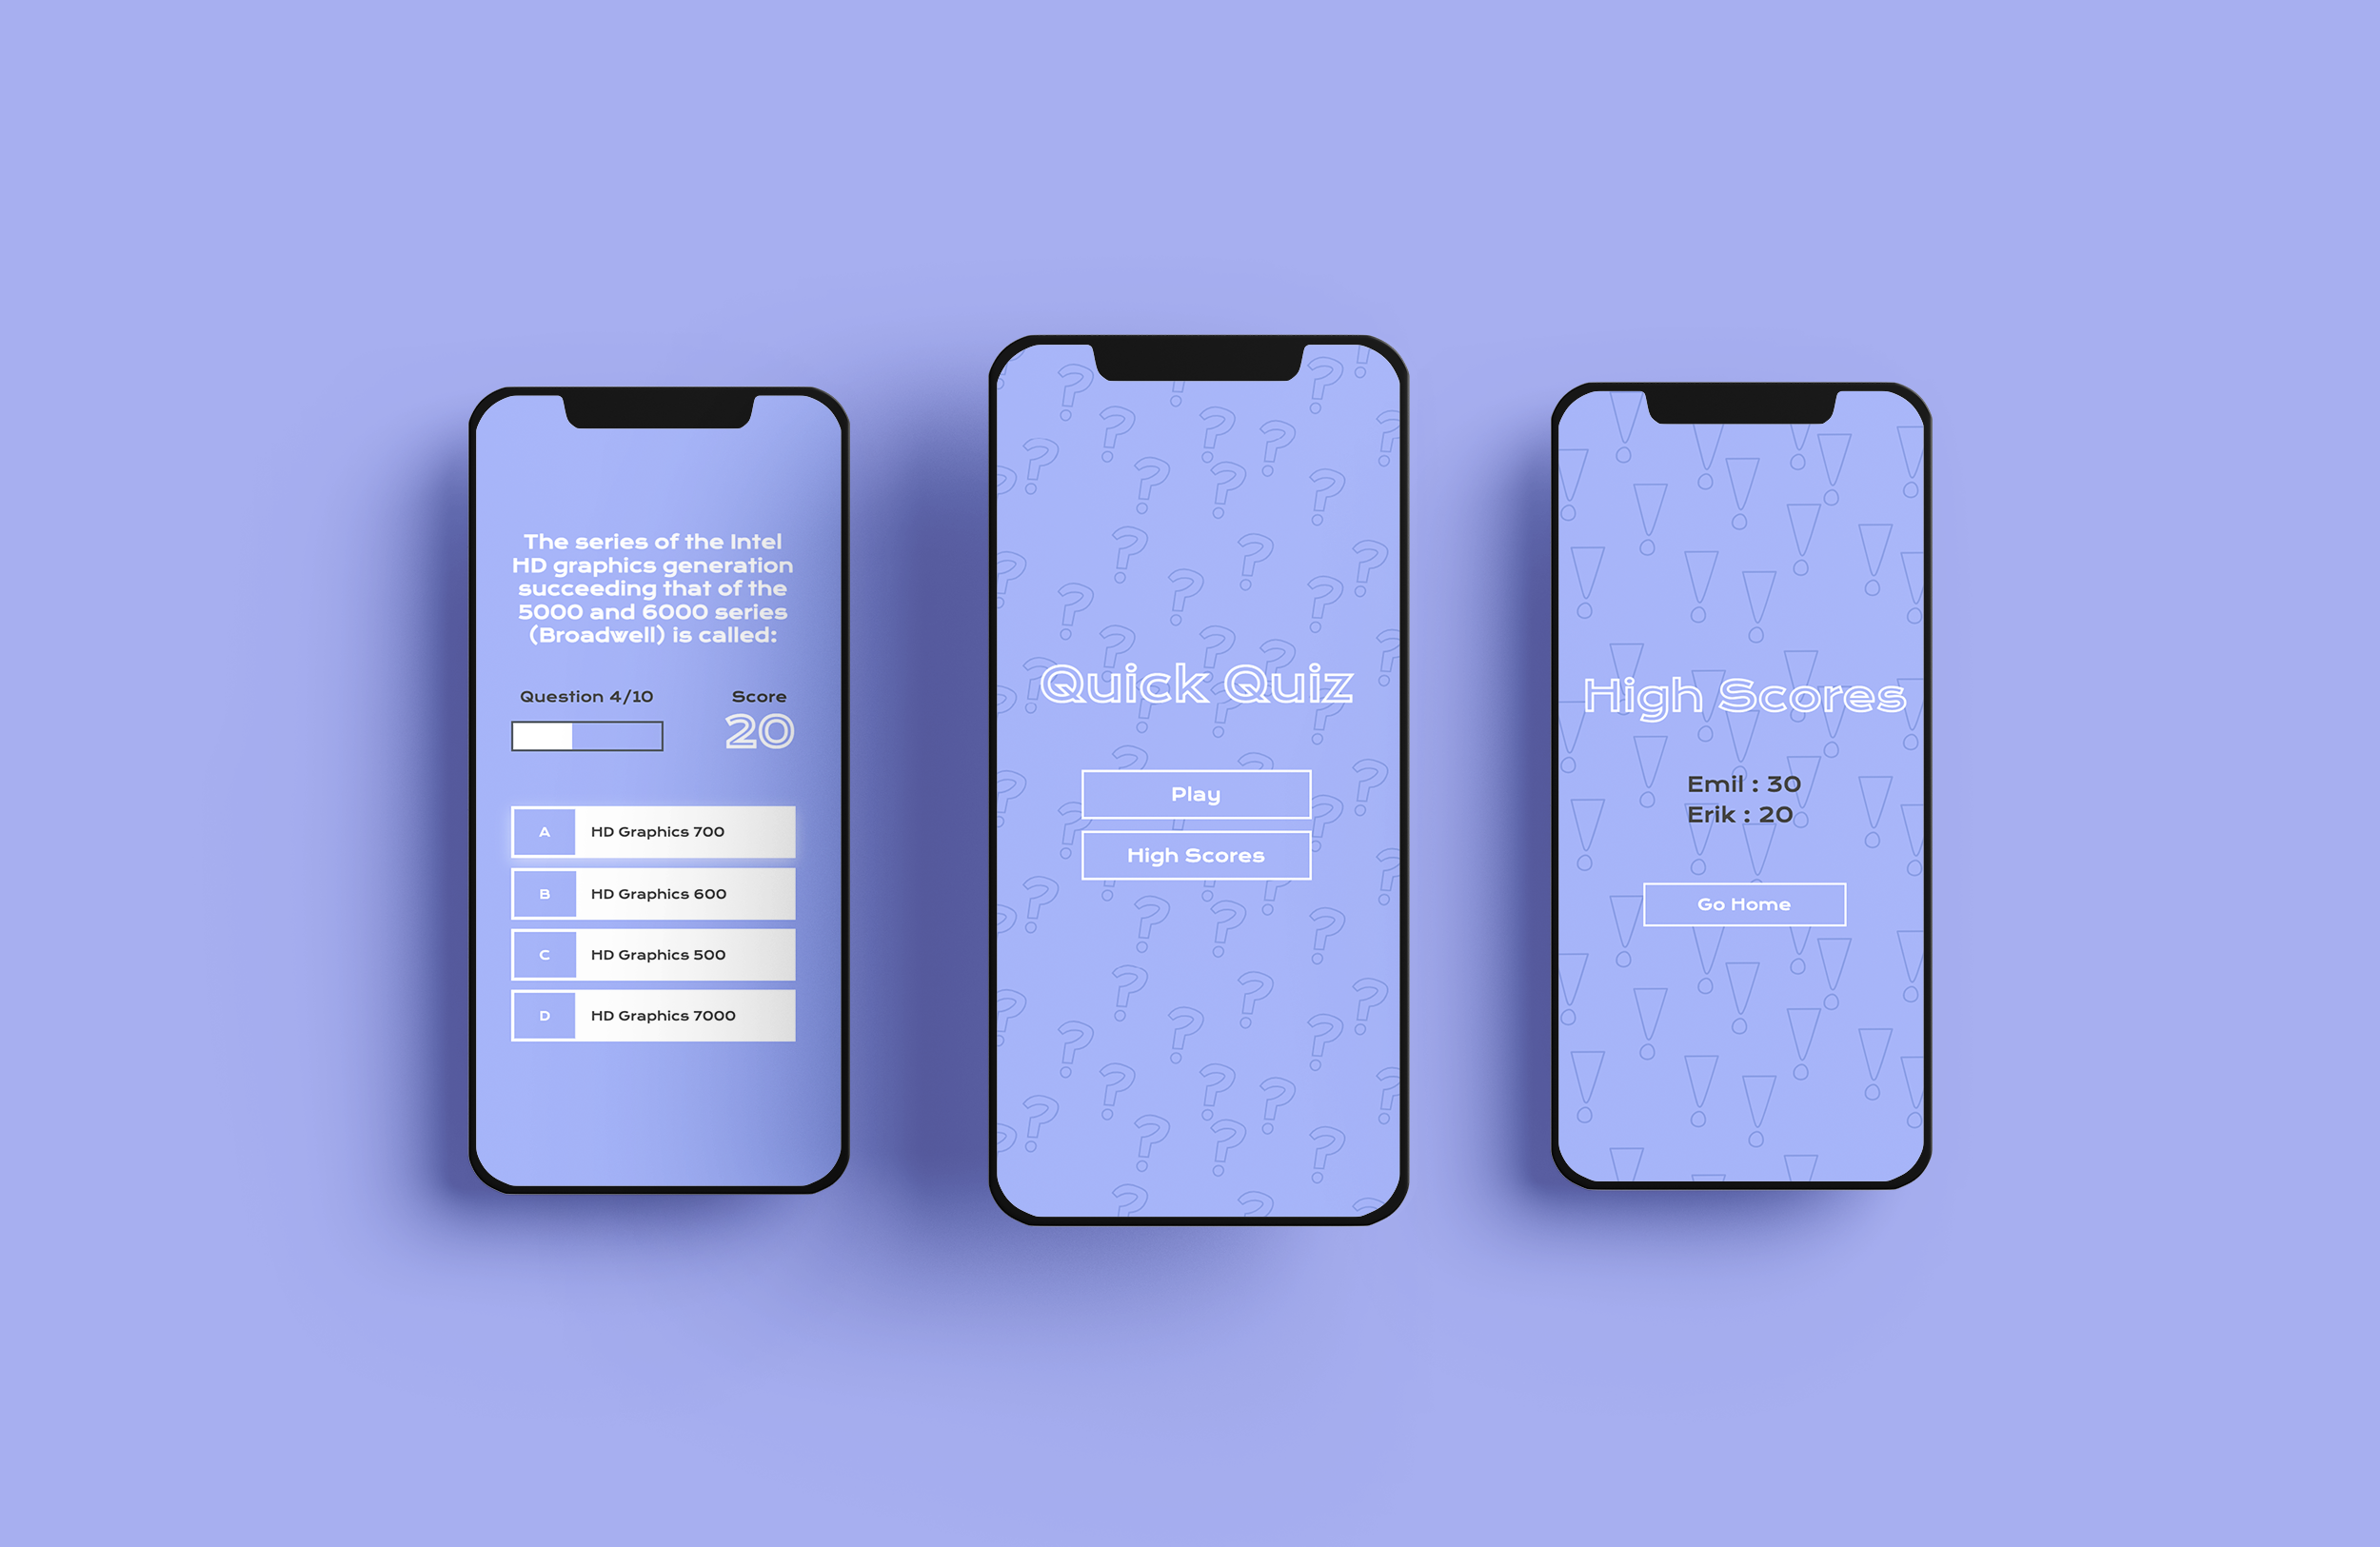 The series of the Intel
HD graphics generation
succeeding that of the
5000 and 6000 series
(Broadwell) is called:
Question 4/10
Score
20
A HD Graphics 700
B HD Graphics 600
C HD Graphics 500
D HD Graphics 7000
Quick Quiz
Play
High Scores
High Scores
Emil : 30
Erik : 20
Go Home